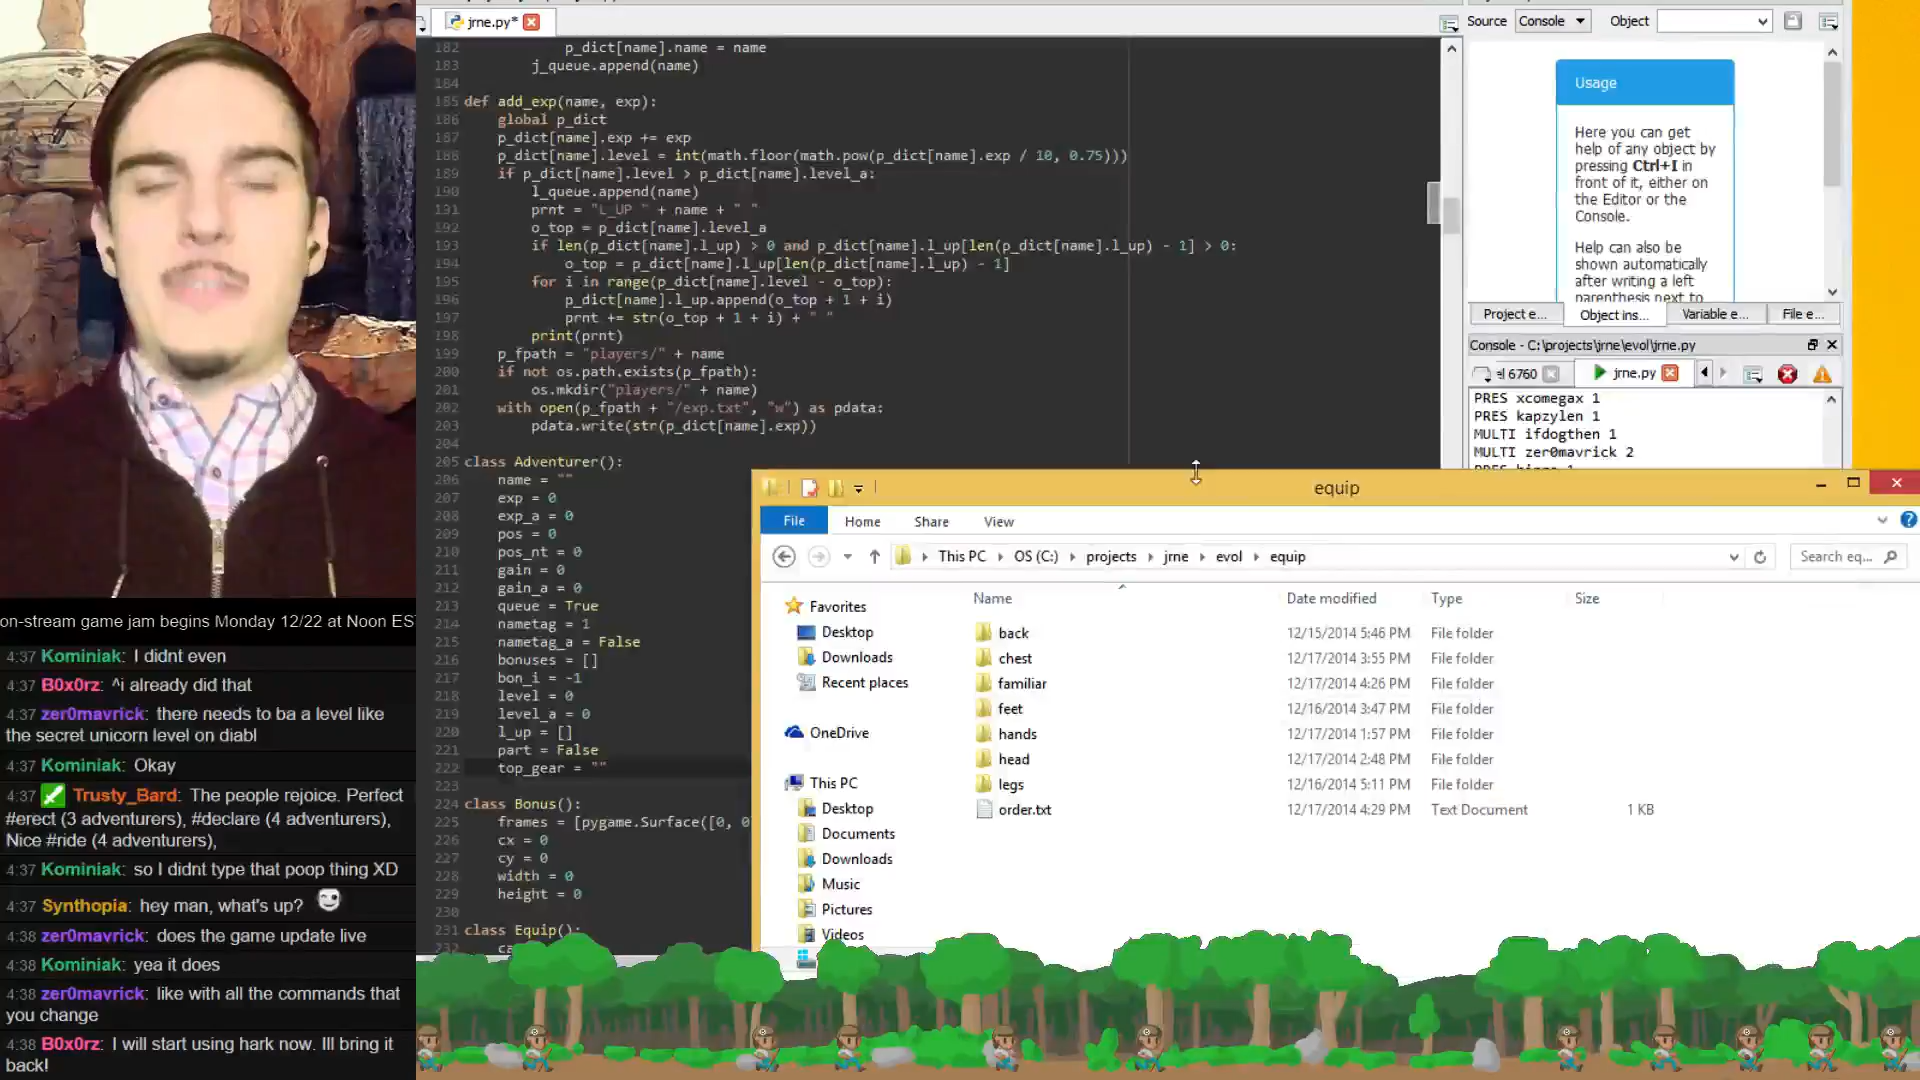 jrne.py*
182 p_dict[name].name = name
183 j_queue.append(name)
184
185 def add_exp(name, exp):
186 global p_dict
187 p_dict[name].exp += exp
188 p_dict[name].level = int(math.floor(math.pow(p_dict[name].exp / 10, 0.75)))
189 if p_dict[name].level > p_dict[name].level_a:
190 l_queue.append(name)
191 prnt = "L_UP " + name + " "
192 o_top = p_dict[name].level_a
193 if len(p_dict[name].l_up) > 0 and p_dict[name].l_up[len(p_dict[name].l_up) - 1] > 0:
194 o_top = p_dict[name].l_up[len(p_dict[name].l_up) - 1]
195 for i in range(p_dict[name].level - o_top):
196 p_dict[name].l_up.append(o_top + 1 + i)
197 prnt += str(o_top + 1 + i) + " "
198 print(prnt)
199 p_fpath = "players/" + name
200 if not os.path.exists(p_fpath):
201 os.mkdir("players/" + name)
202 with open(p_fpath + "/exp.txt", "w") as pdata:
203 pdata.write(str(p_dict[name].exp))
204
205 class Adventurer():
206 name = ""
207 exp = 0
208 exp_a = 0
209 pos = 0
210 pos_nt = 0
211 gain = 0
212 gain_a = 0
213 queue = True
214 nametag = 1
215 nametag_a = False
216 bonuses = []
217 bon_i = -1
218 level = 0
219 level_a = 0
220 l_up = []
221 part = False
222 top_gear = ""
223
224 class Bonus():
225 frames = [pygame.Surface([0, 0
226 cx = 0
227 cy = 0
228 width = 0
229 height = 0
230
231 class Equip():
232 ca
Source Console Object
Usage
Here you can get
help of any object by
pressing Ctrl+I in
front of it, either on
the Editor or the
Console.
Help can also be
shown automatically
after writing a left
parenthesis next to
Project e... Object ins... Variable e... File e...
Console - C:\projects\jrne\evol\jrne.py
el 6760 jrne.py
PRES xcomegax 1
PRES kapzylen 1
MULTI ifdogthen 1
MULTI zer0mavrick 2
equip
File Home Share View
This PC OS (C:) projects jrne evol equip
Search eq...
Name Date modified Type Size
Favorites
Desktop
Downloads
Recent places
OneDrive
This PC
Desktop
Documents
Downloads
Music
Pictures
Videos
back 12/15/2014 5:46 PM File folder
chest 12/17/2014 3:55 PM File folder
familiar 12/17/2014 4:26 PM File folder
feet 12/16/2014 3:47 PM File folder
hands 12/17/2014 1:57 PM File folder
head 12/17/2014 2:48 PM File folder
legs 12/16/2014 5:11 PM File folder
order.txt 12/17/2014 4:29 PM Text Document 1 KB
on-stream game jam begins Monday 12/22 at Noon ES
4:37 Kominiak: I didnt even
4:37 B0x0rz: ^i already did that
4:37 zer0mavrick: there needs to ba a level like
the secret unicorn level on diabl
4:37 Kominiak: Okay
4:37 Trusty_Bard: The people rejoice. Perfect
#erect (3 adventurers), #declare (4 adventurers),
Nice #ride (4 adventurers),
4:37 Kominiak: so I didnt type that poop thing XD
4:37 Synthopia: hey man, what's up?
4:38 zer0mavrick: does the game update live
4:38 Kominiak: yea it does
4:38 zer0mavrick: like with all the commands that
you change
4:38 B0x0rz: I will start using hark now. Ill bring it
back!